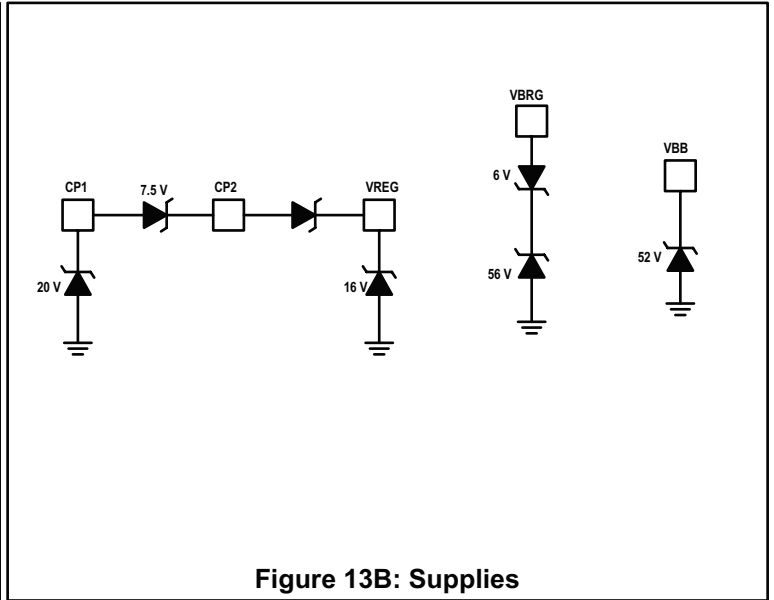 CP1
7.5 V
CP2
VREG
20 V
16 V
VBRG
6 V
56 V
VBB
52 V
Figure 13B: Supplies